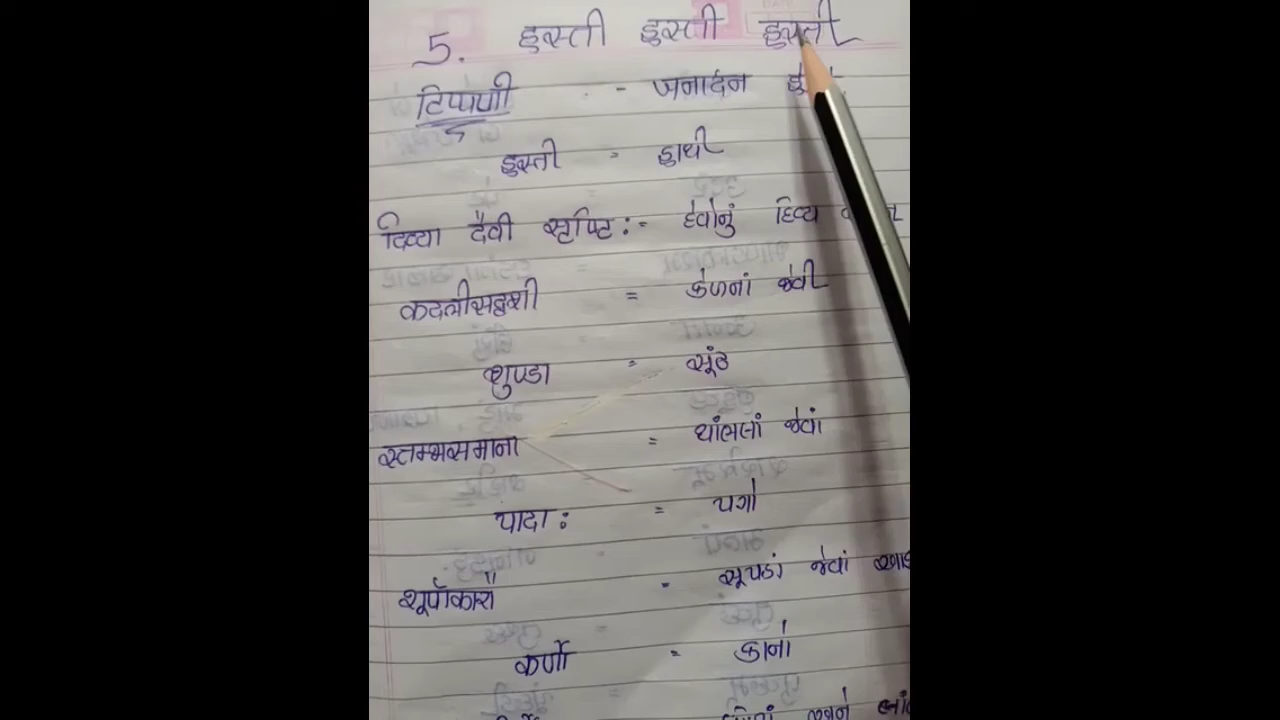 5. हस्ती हस्ती हस्ती
टिप्पणी - जनार्दन
हस्ती = હાથી
दिव्या दैवी सृष्टि: = દેવોનું દિવ્ય
कदलीसदृशी = કેળનાં જેવી
शुण्डा = સૂંઢ
स्तम्भसमाना = થાંભલાં જેવાં
पादा: = પગો
शूर्पाकारौ = સૂપડાં જેવાં
कर्णौ = કાનો